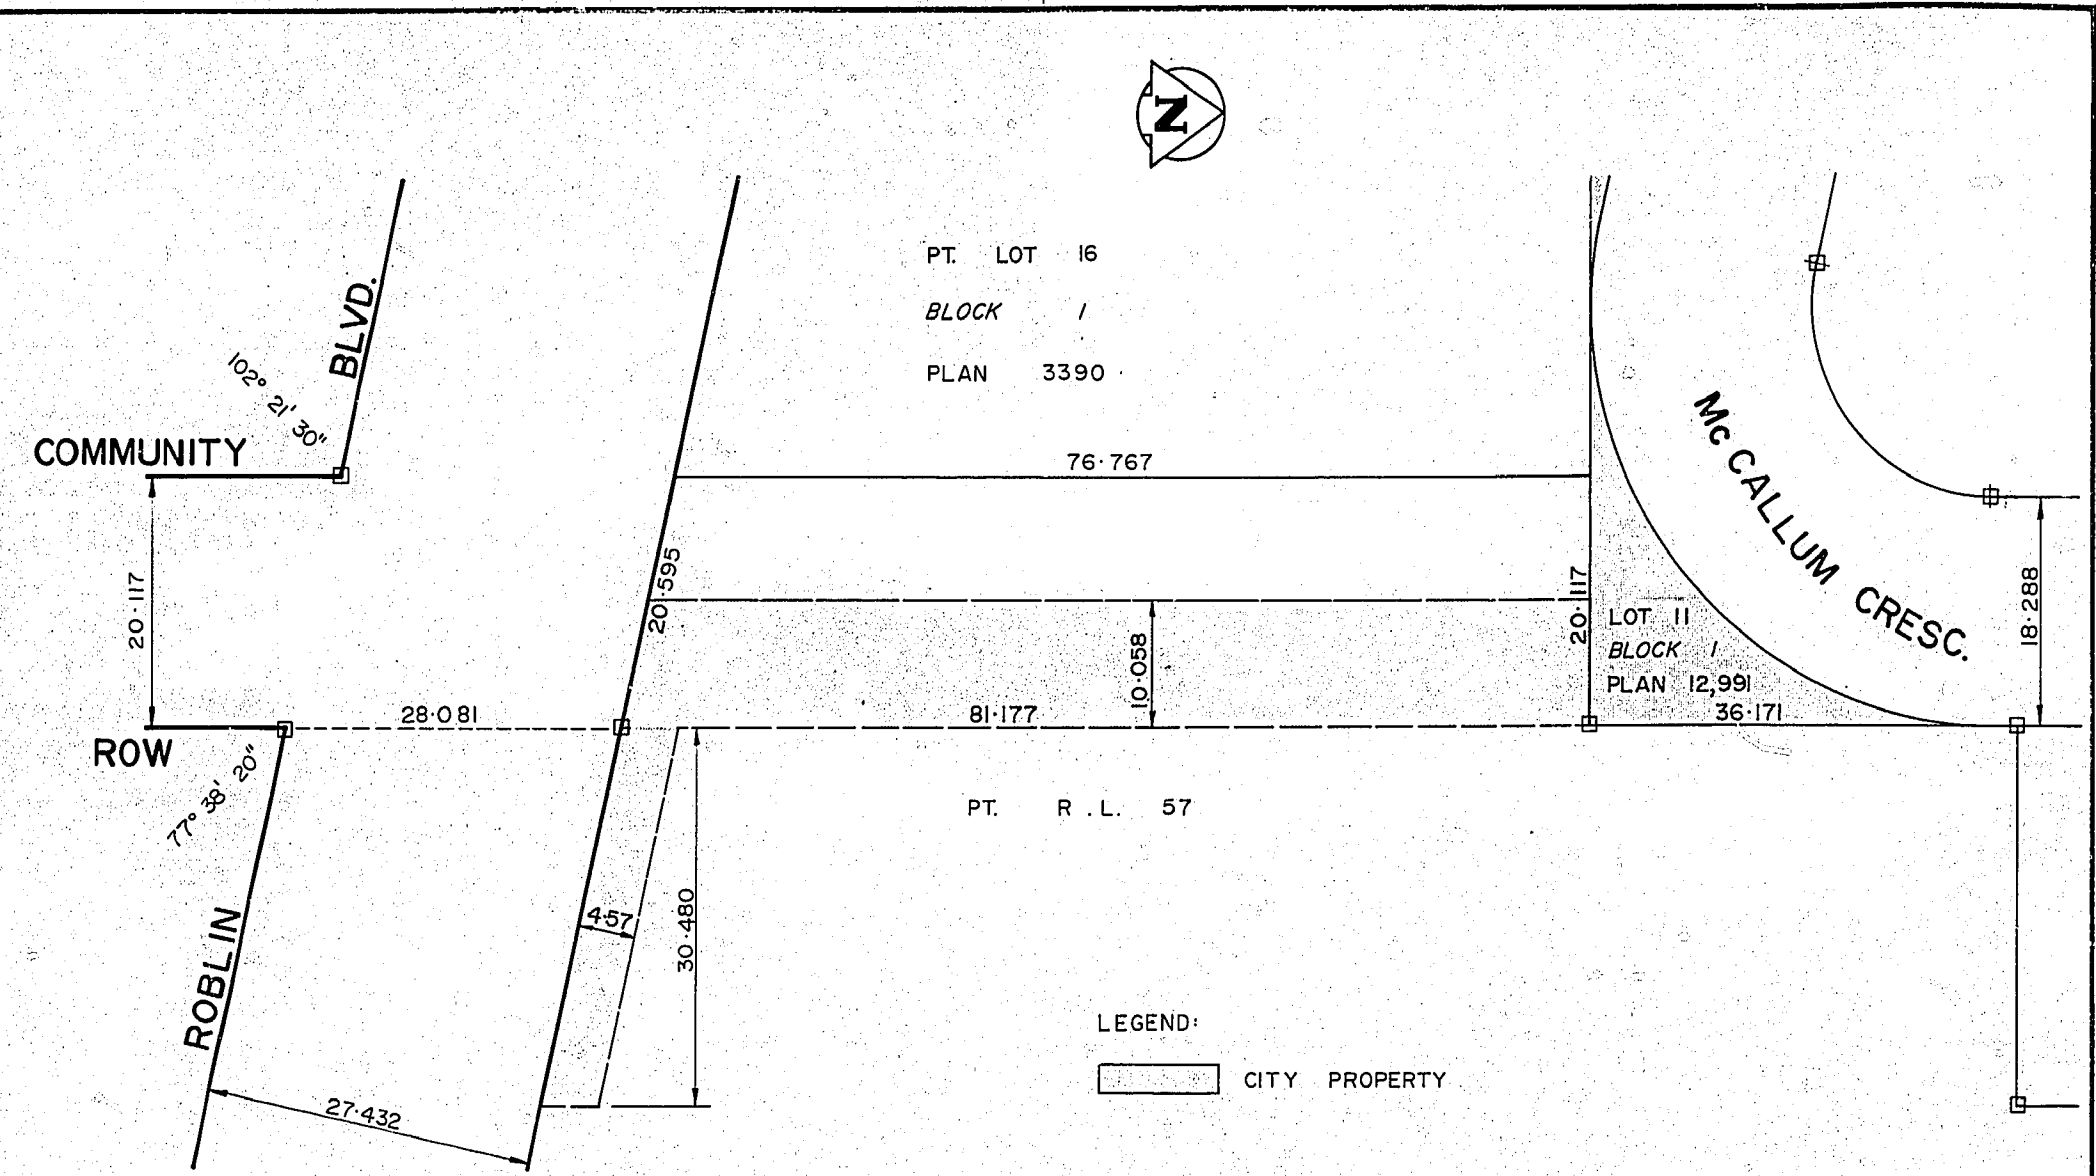 N
PT. LOT 16
BLOCK 1
PLAN 3390
BLVD.
102° 21' 30"
COMMUNITY
76·767
McCALLUM CRESC.
20·117
20·595
20·117
10·058
LOT 11
BLOCK 1
PLAN 12,991
18·288
28·081
81·177
36·171
ROW
77° 38' 20"
PT. R.L. 57
4·57
30·480
ROBLIN
LEGEND:
CITY PROPERTY
27·432